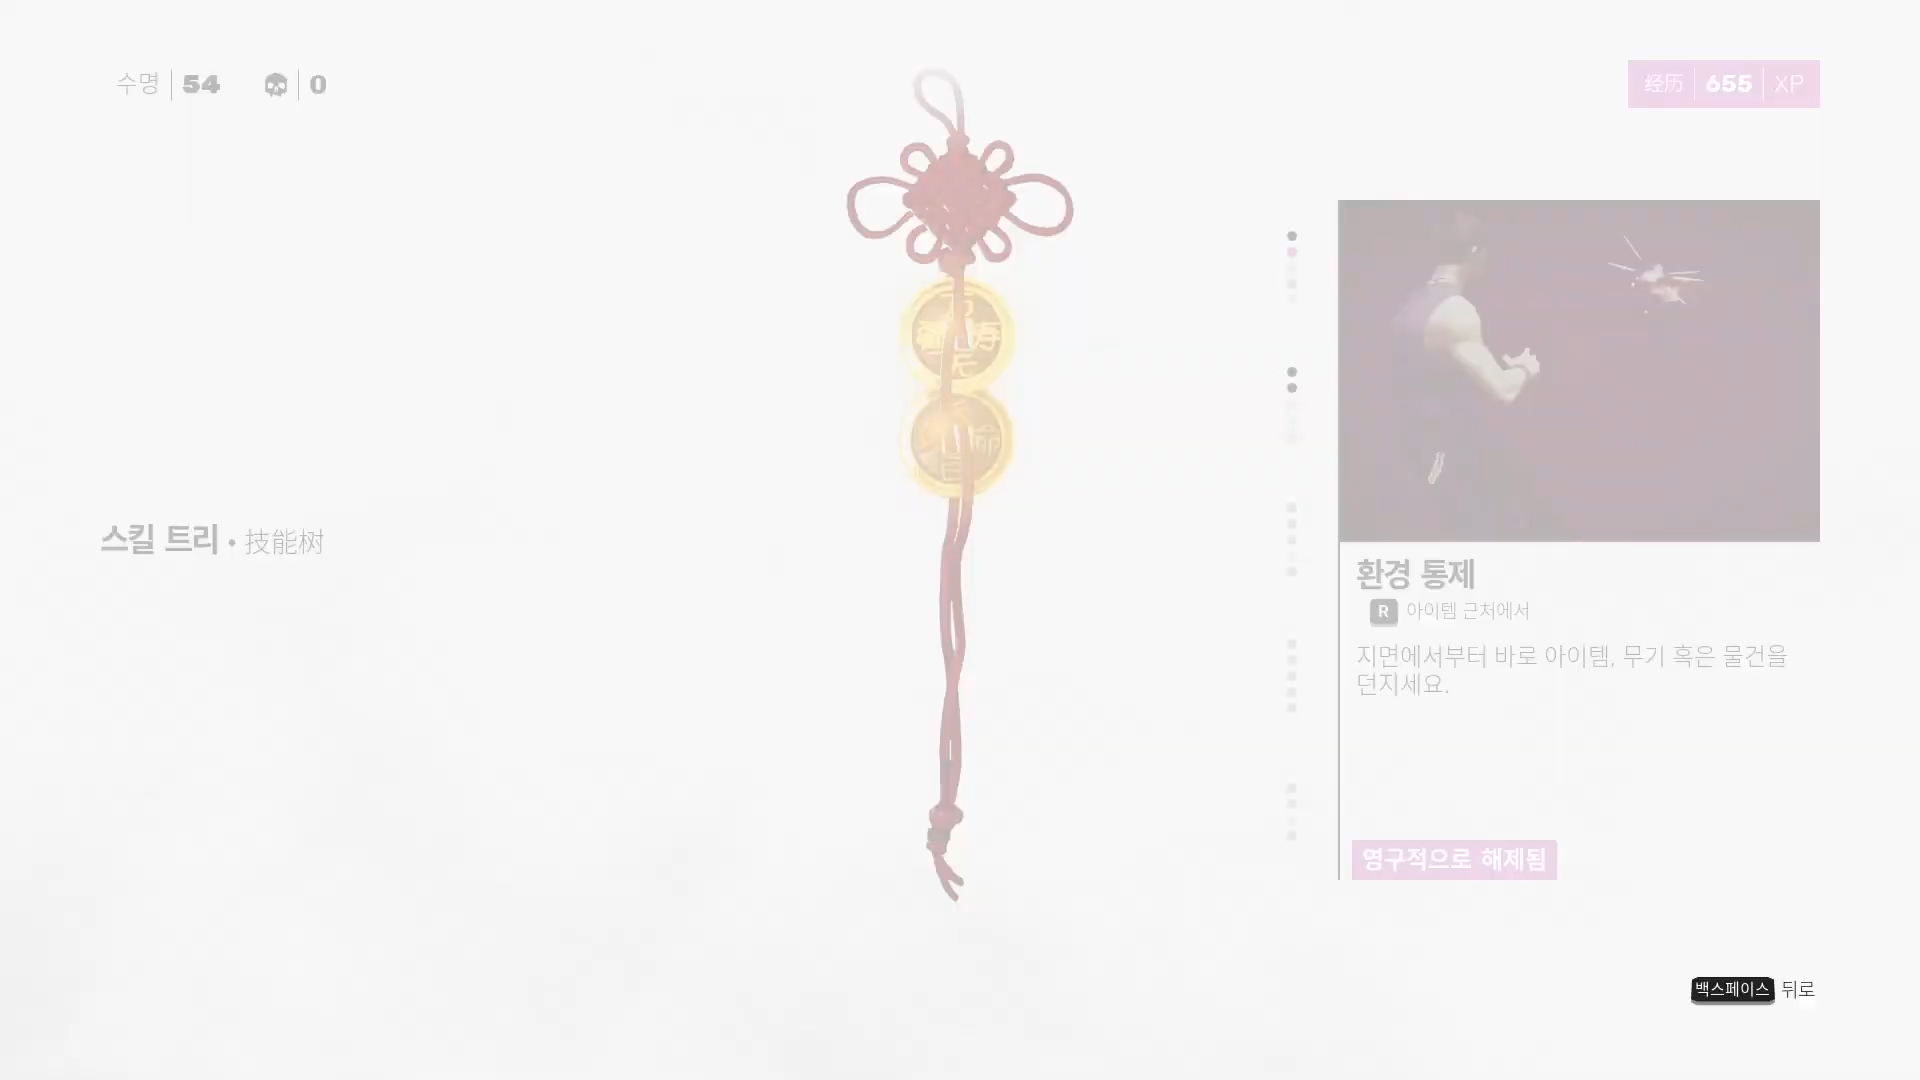 수명 54 0
经历 655 XP
스킬 트리 • 技能树
환경 통제
R 아이템 근처에서
지면에서부터 바로 아이템, 무기 혹은 물건을
던지세요.
영구적으로 해제됨
백스페이스 뒤로